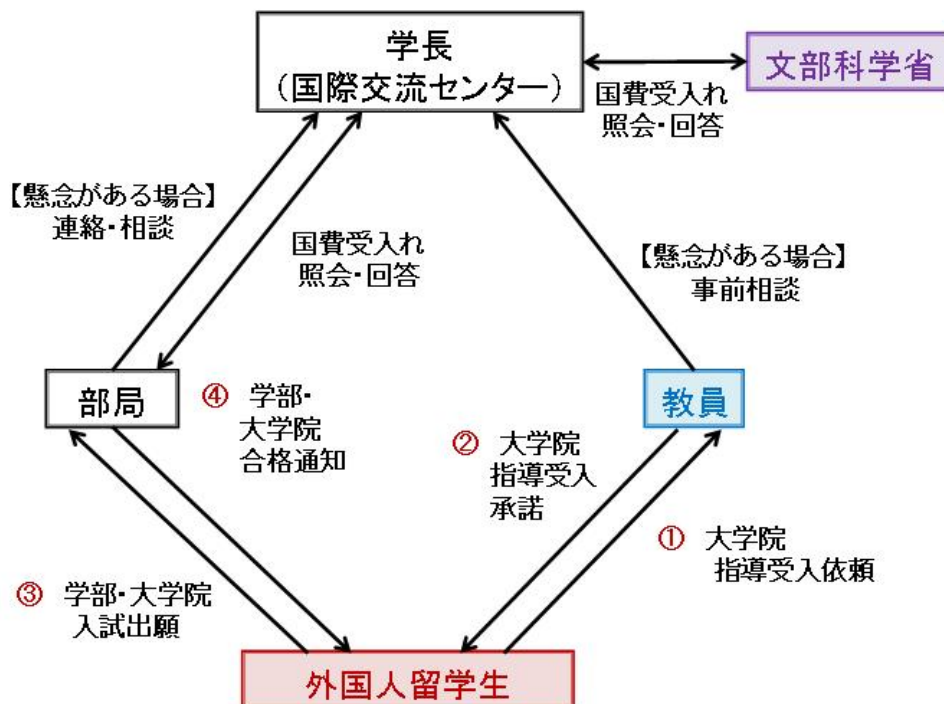 学長
(国際交流センター)
文部科学省
国費受入れ
照会・回答
【懸念がある場合】
連絡・相談
国費受入れ
照会・回答
【懸念がある場合】
事前相談
部局
④ 学部・
大学院
合格通知
教員
② 大学院
指導受入
承諾
① 大学院
指導受入依頼
③ 学部・大学院
入試出願
外国人留学生